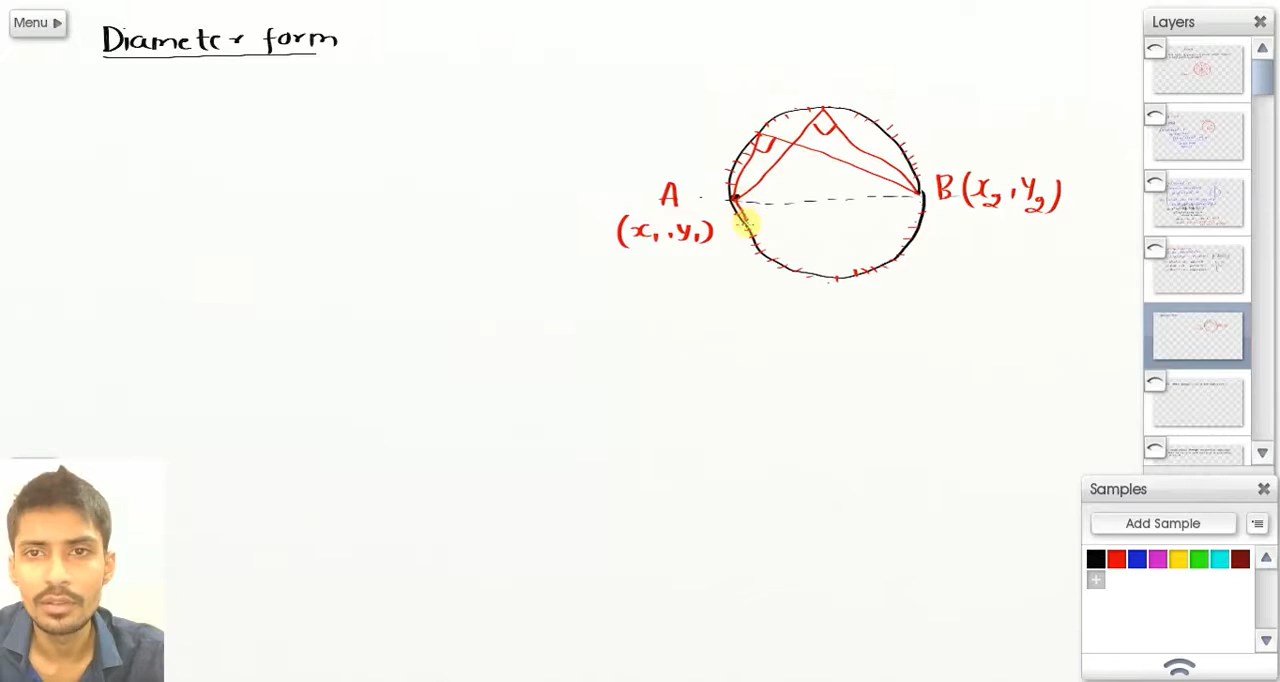 Menu
Diameter form
Layers
A
(x₁, y₁)
B(x₂, y₂)
Samples
Add Sample